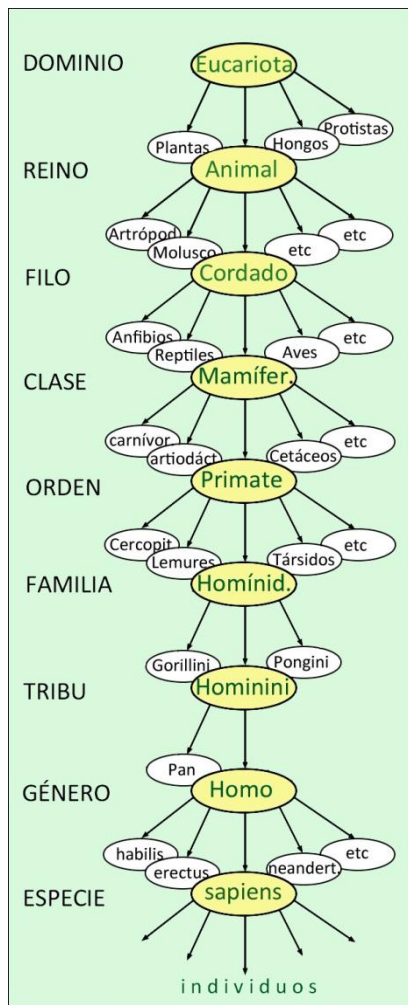 DOMINIO
Eucariota
Plantas
Hongos
Protistas
REINO
Animal
Artrópod
Molusco
etc
etc
FILO
Cordado
Anfibios
Reptiles
Aves
etc
CLASE
Mamífer.
carnívor.
artiodáct.
Cetáceos
etc
ORDEN
Primate
Cercopit
Lemures
Társidos
etc
FAMILIA
Homínid.
Gorillini
Pongini
TRIBU
Hominini
Pan
GÉNERO
Homo
habilis
erectus
neandert.
etc
ESPECIE
sapiens
individuos